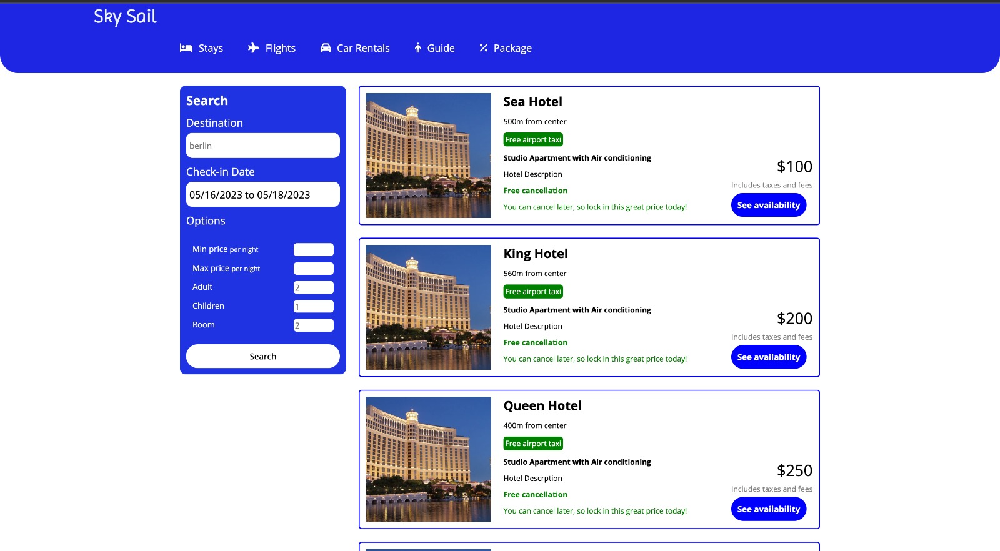 Sky Sail
Stays
Flights
Car Rentals
Guide
Package
Search
Destination
berlin
Check-in Date
05/16/2023 to 05/18/2023
Options
Min price per night
Max price per night
Adult
2
Children
1
Room
2
Search
Sea Hotel
500m from center
Free airport taxi
Studio Apartment with Air conditioning
Hotel Descrption
Free cancellation
You can cancel later, so lock in this great price today!
$100
Includes taxes and fees
See availability
King Hotel
560m from center
Free airport taxi
Studio Apartment with Air conditioning
Hotel Descrption
Free cancellation
You can cancel later, so lock in this great price today!
$200
Includes taxes and fees
See availability
Queen Hotel
400m from center
Free airport taxi
Studio Apartment with Air conditioning
Hotel Descrption
Free cancellation
You can cancel later, so lock in this great price today!
$250
Includes taxes and fees
See availability